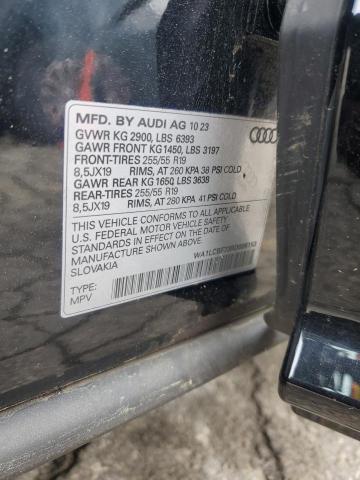 MFD. BY AUDI AG 10 23
GVWR KG 2900, LBS 6393
GAWR FRONT KG1450, LBS 3197
FRONT-TIRES 255/55 R19
8,5JX19 RIMS, AT 260 KPA 38 PSI COLD
GAWR REAR KG1650, LBS 3638
REAR-TIRES 255/55 R19
8,5JX19 RIMS, AT 280 KPA 41 PSI COLD
THIS VEHICLE CONFORMS TO ALL APPLICABLE
U.S. FEDERAL MOTOR VEHICLE SAFETY
STANDARDS IN EFFECT ON THE DATE OF
MANUFACTURE SHOWN ABOVE
SLOVAKIA
TYPE:
MPV